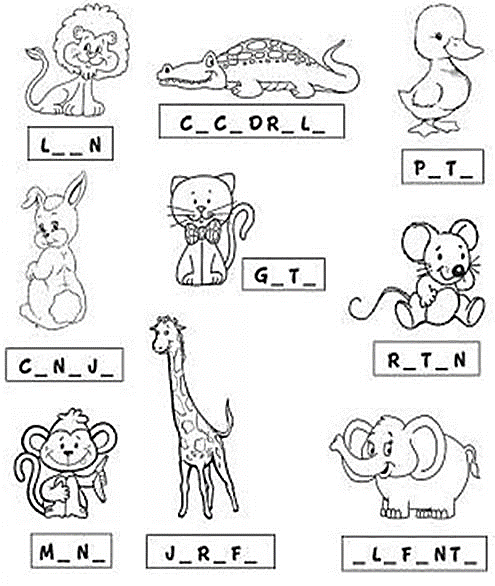 L _ _ N
C _ C _ DR _ L _
P _ T _
G _ T _
C _ N _ J _
R _ T _ N
M _ N _
J _ R _ F _
_ L _ F _ NT _